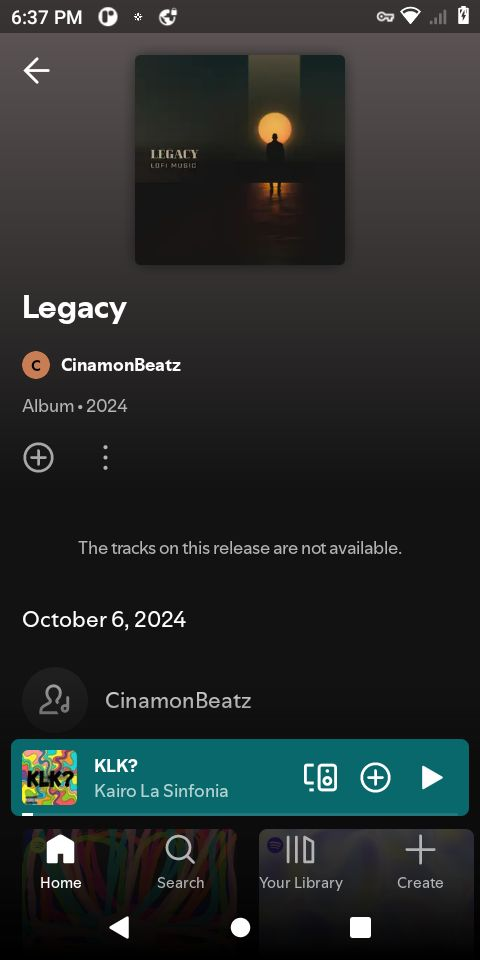 6:37 PM
LEGACY
LOFI MUSIC
Legacy
C
CinamonBeatz
Album • 2024
The tracks on this release are not available.
October 6, 2024
CinamonBeatz
KLK?
KLK?
Kairo La Sinfonia
Home
Search
Your Library
Create